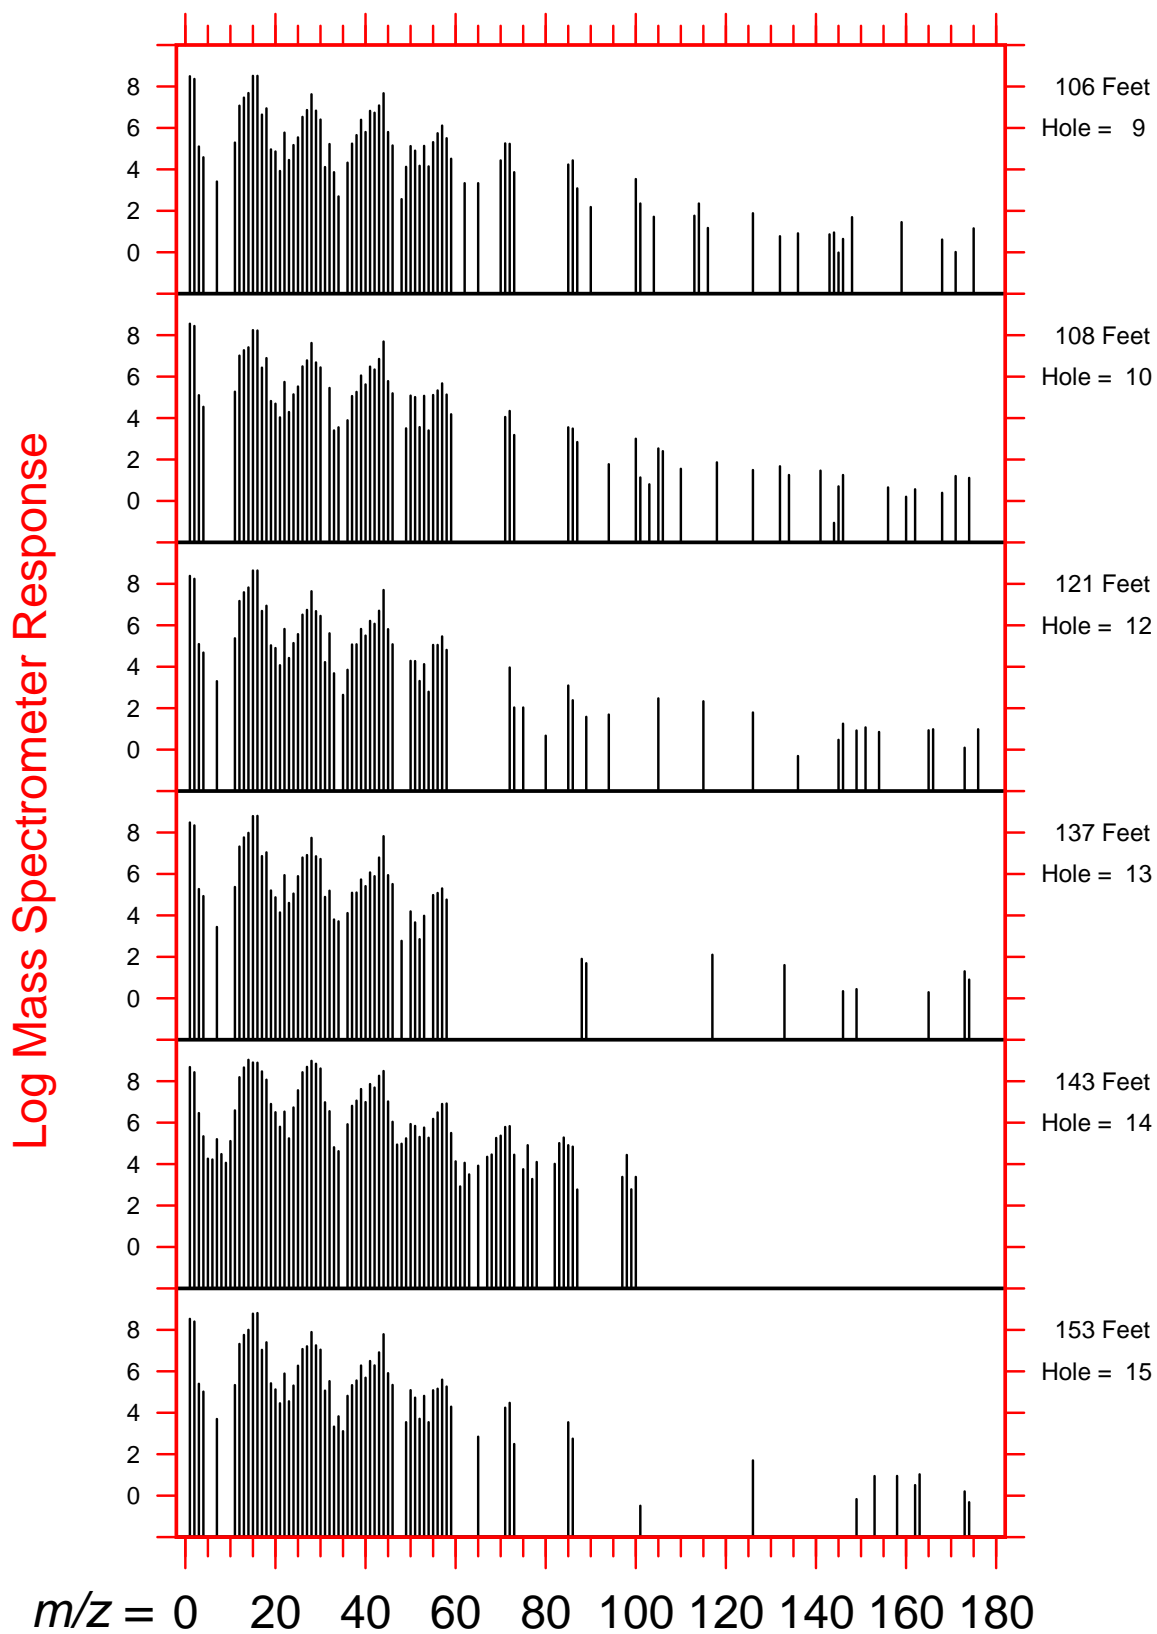 Log Mass Spectrometer Response
8
6
4
2
0
106 Feet
Hole = 9
8
6
4
2
0
108 Feet
Hole = 10
8
6
4
2
0
121 Feet
Hole = 12
8
6
4
2
0
137 Feet
Hole = 13
8
6
4
2
0
143 Feet
Hole = 14
8
6
4
2
0
153 Feet
Hole = 15
m/z = 0 20 40 60 80 100 120 140 160 180